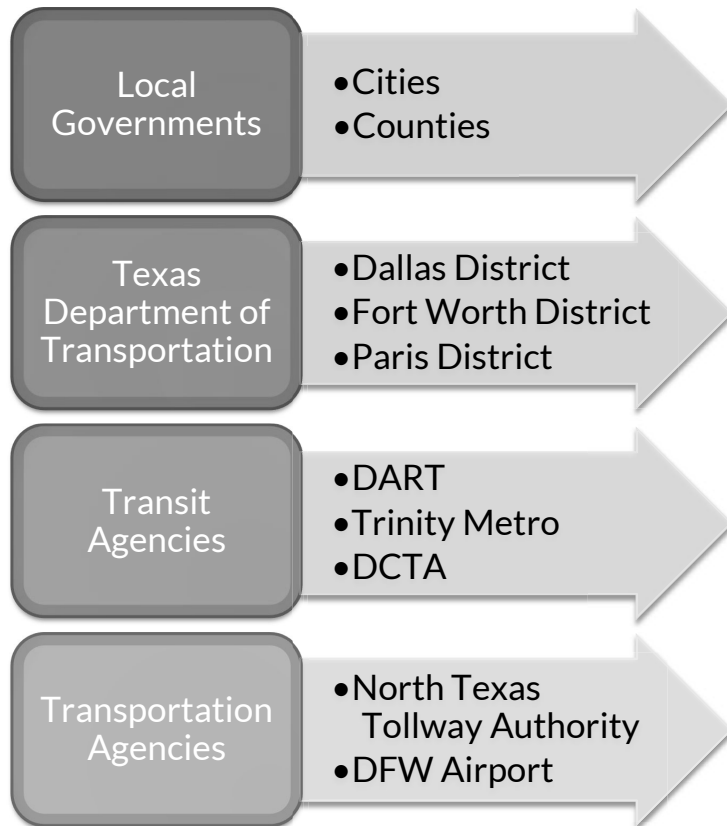 Local
Governments
•Cities
•Counties
Texas
Department of
Transportation
•Dallas District
•Fort Worth District
•Paris District
Transit
Agencies
•DART
•Trinity Metro
•DCTA
Transportation
Agencies
•North Texas
Tollway Authority
•DFW Airport